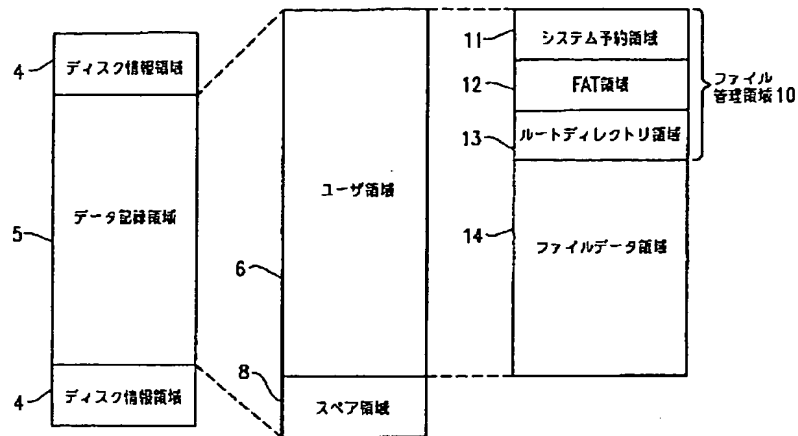 4
ディスク情報領域
5
データ記録領域
4
ディスク情報領域
6
ユーザ領域
8
スペア領域
11
システム予約領域
12
FAT領域
13
ルートディレクトリ領域
14
ファイルデータ領域
ファイル
管理領域10